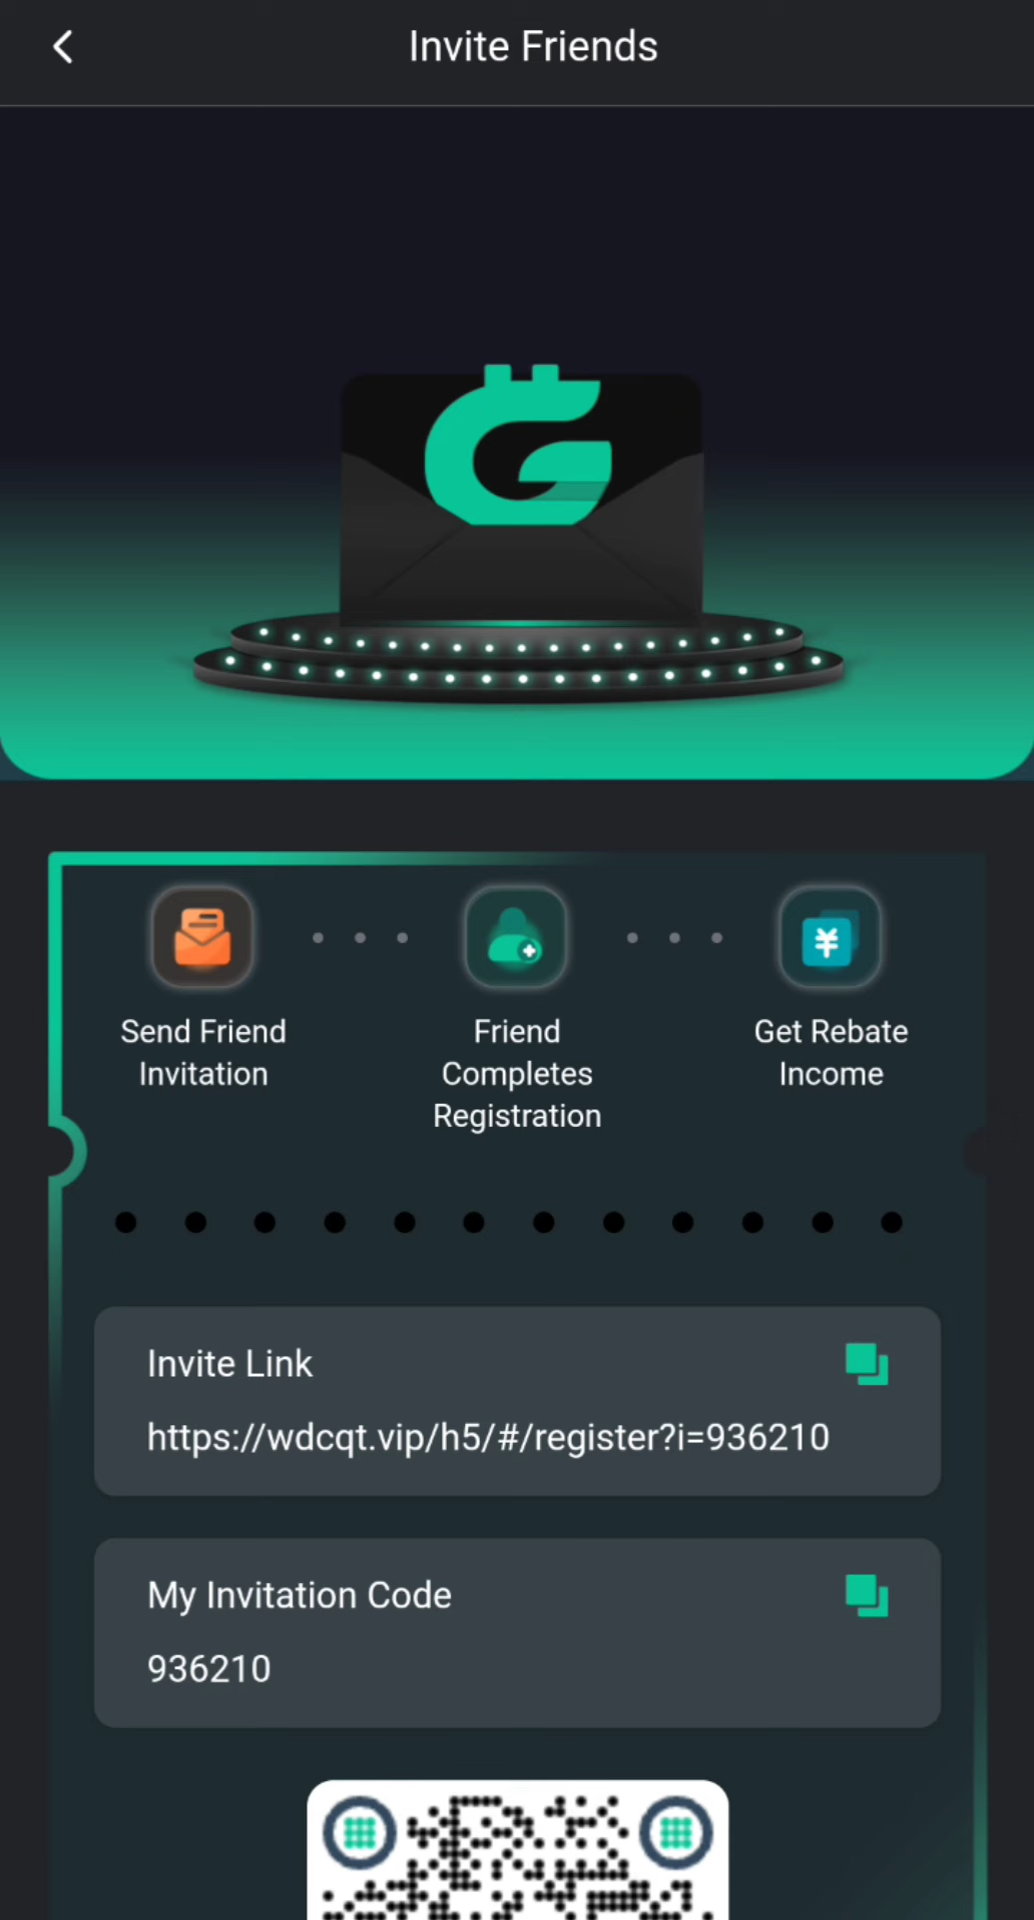 Invite Friends
Send Friend
Invitation
Friend
Completes
Registration
Get Rebate
Income
Invite Link
https://wdcqt.vip/h5/#/register?i=936210
My Invitation Code
936210